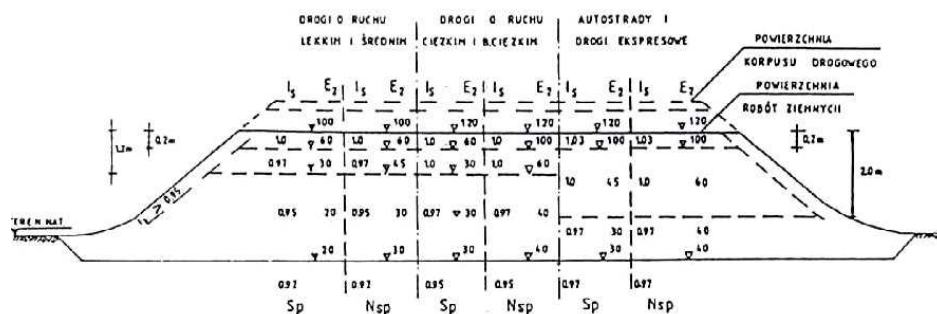 DROGI O RUCHU DROGI O RUCHU AUTOSTRADY I
LEKKIM I ŚREDNIM CIĘŻKIM I B.CIĘŻKIM DROGI EKSPRESOWE
POWIERZCHNIA
KORPUSU DROGOWEGO
POWIERZCHNIA
ROBÓT ZIEMNYCH
Is E2 Is E2 Is E2 Is E2 Is E2 Is E2
100 100 120 120 120 120
1,2m 0,2m 1.0 60 1.0 60 1.0 60 1.0 100 1,03 100 1.03 100 0,2m
0.97 30 0.97 45 1.0 30 1.0 60
1.0 45 1.0 60 2.0m
Is ≥ 0.95
0.95 20 0.95 30 0.97 30 0.97 40
TEREN NAT.
0.97 30 0.97 40
20 30 30 40 30 40
0.92 0.92 0.95 0.95 0.97 0.97
Sp Nsp Sp Nsp Sp Nsp